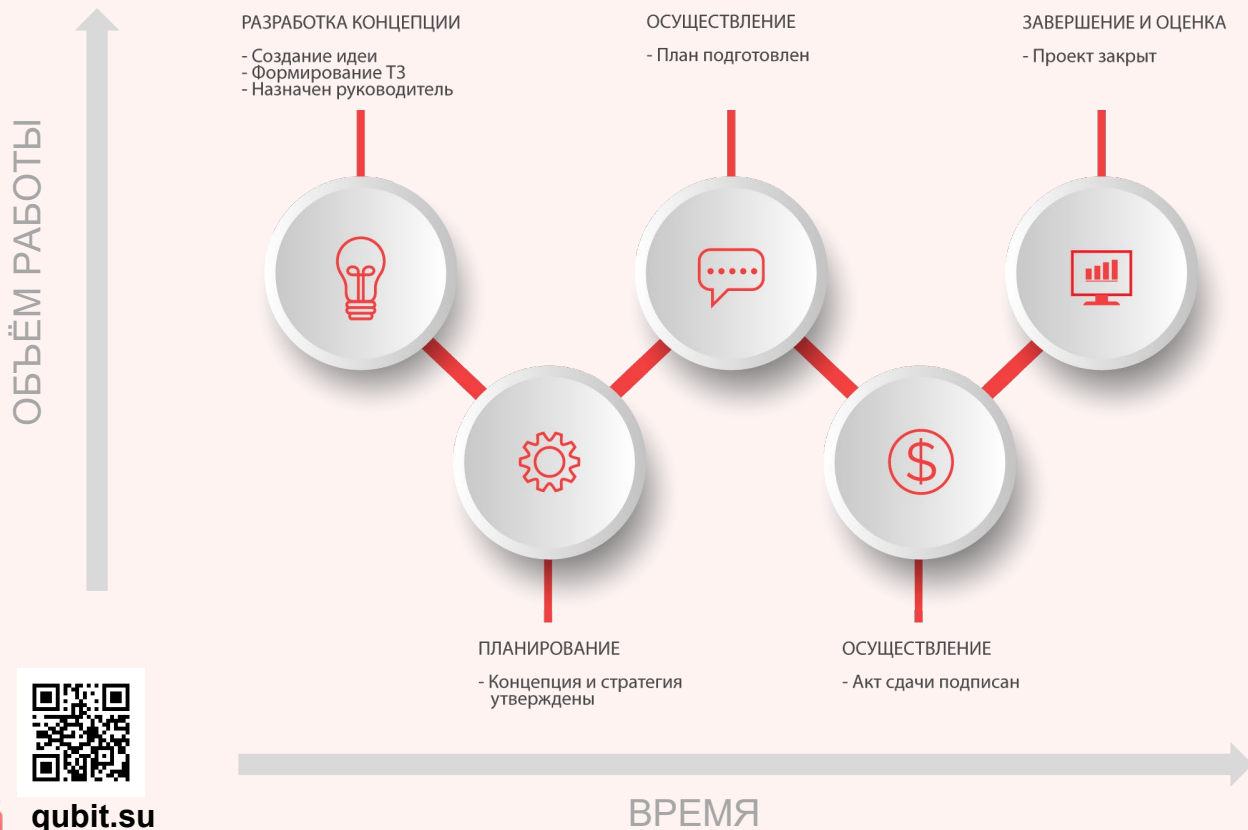 РАЗРАБОТКА КОНЦЕПЦИИ
- Создание идеи
- Формирование ТЗ
- Назначен руководитель
ОСУЩЕСТВЛЕНИЕ
- План подготовлен
ЗАВЕРШЕНИЕ И ОЦЕНКА
- Проект закрыт
ОБЪЁМ РАБОТЫ
$
ПЛАНИРОВАНИЕ
- Концепция и стратегия
утверждены
ОСУЩЕСТВЛЕНИЕ
- Акт сдачи подписан
qubit.su
ВРЕМЯ